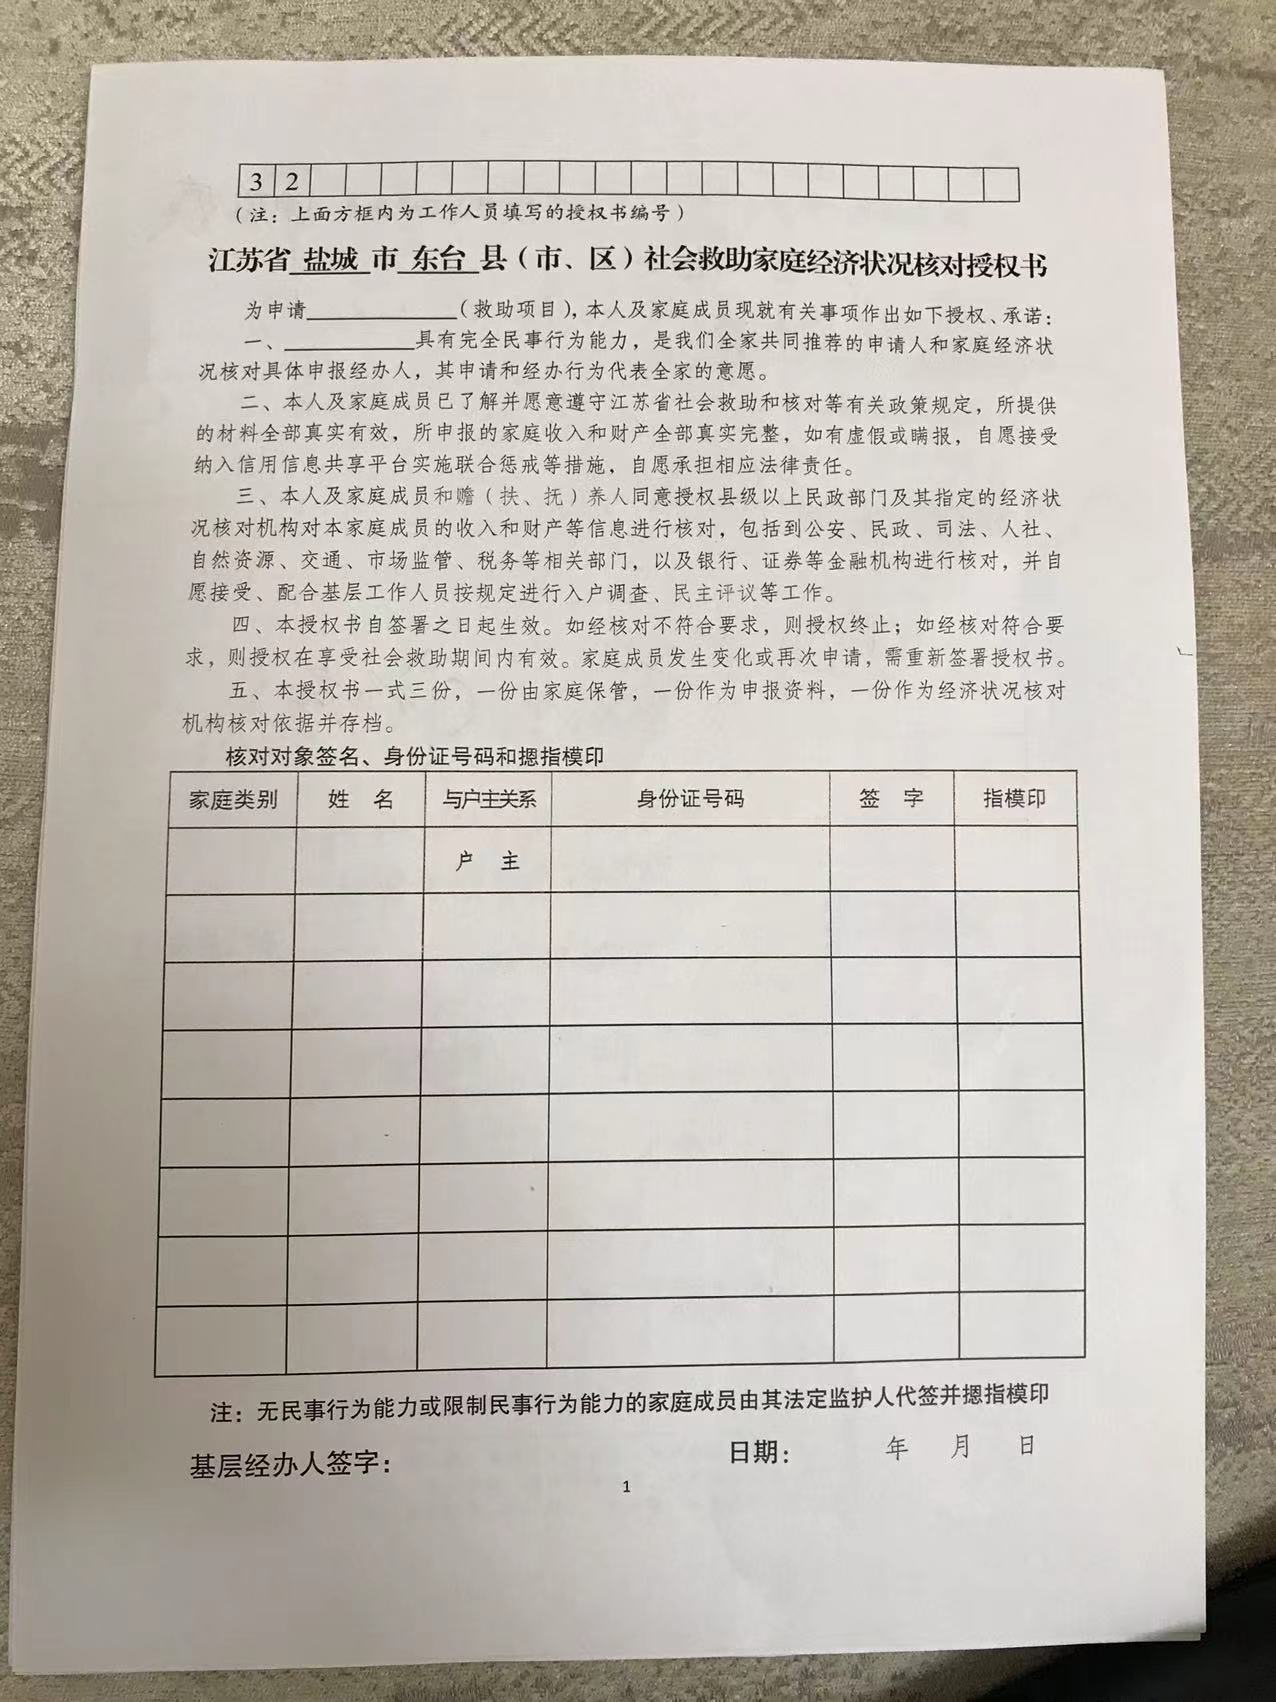 32
（注：上面方框内为工作人员填写的授权书编号）
江苏省 盐城 市 东台 县（市、区）社会救助家庭经济状况核对授权书
为申请____________（救助项目），本人及家庭成员现就有关事项作出如下授权、承诺：
一、__________具有完全民事行为能力，是我们全家共同推荐的申请人和家庭经济状
况核对具体申报经办人，其申请和经办行为代表全家的意愿。
二、本人及家庭成员已了解并愿意遵守江苏省社会救助和核对等有关政策规定，所提供
的材料全部真实有效，所申报的家庭收入和财产全部真实完整，如有虚假或瞒报，自愿接受
纳入信用信息共享平台实施联合惩戒等措施，自愿承担相应法律责任。
三、本人及家庭成员和赡（扶、抚）养人同意授权县级以上民政部门及其指定的经济状
况核对机构对本家庭成员的收入和财产等信息进行核对，包括到公安、民政、司法、人社、
自然资源、交通、市场监管、税务等相关部门，以及银行、证券等金融机构进行核对，并自
愿接受、配合基层工作人员按规定进行入户调查、民主评议等工作。
四、本授权书自签署之日起生效。如经核对不符合要求，则授权终止；如经核对符合要
求，则授权在享受社会救助期间内有效。家庭成员发生变化或再次申请，需重新签署授权书。
五、本授权书一式三份，一份由家庭保管，一份作为申报资料，一份作为经济状况核对
机构核对依据并存档。
核对对象签名、身份证号码和摁指模印
家庭类别 姓 名 与户主关系 身份证号码 签 字 指模印
户 主
注：无民事行为能力或限制民事行为能力的家庭成员由其法定监护人代签并摁指模印
基层经办人签字： 日期： 年 月 日
1